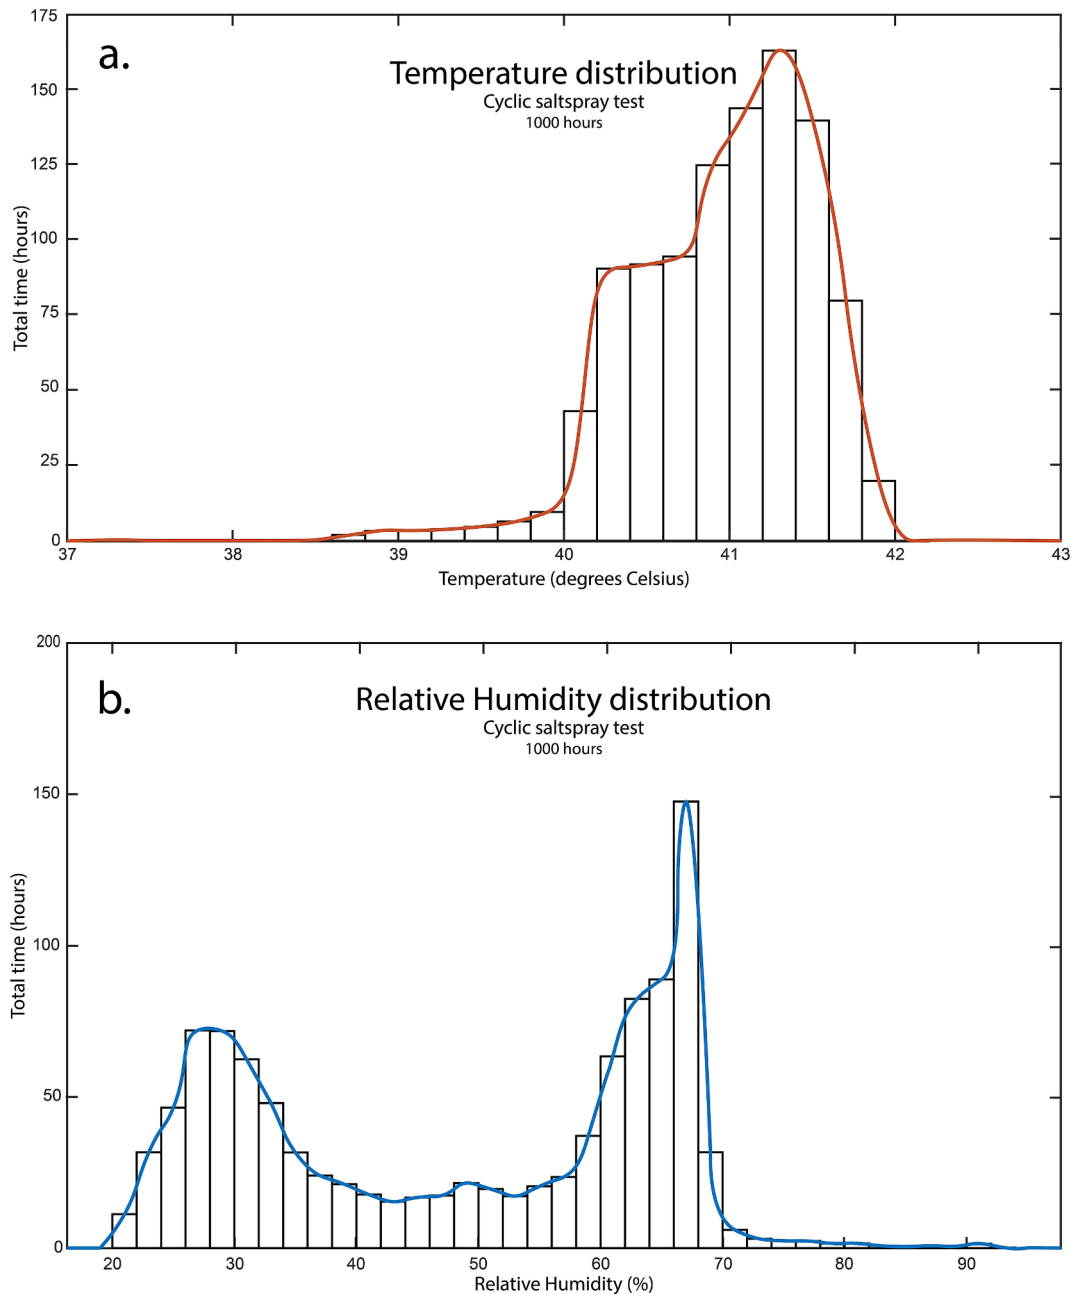 a.
Temperature distribution
Cyclic saltspray test
1000 hours
175
150
125
100
75
50
25
0
Total time (hours)
37 38 39 40 41 42 43
Temperature (degrees Celsius)
b.
Relative Humidity distribution
Cyclic saltspray test
1000 hours
200
150
100
50
0
Total time (hours)
20 30 40 50 60 70 80 90
Relative Humidity (%)